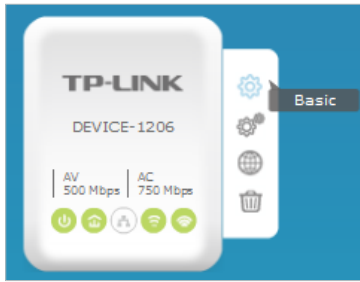 TP-LINK
Basic
DEVICE-1206
AV
500 Mbps
AC
750 Mbps